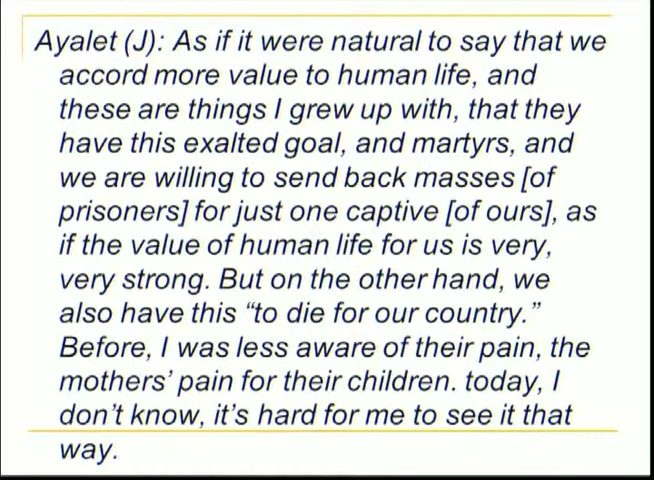 Ayalet (J): As if it were natural to say that we
accord more value to human life, and
these are things I grew up with, that they
have this exalted goal, and martyrs, and
we are willing to send back masses [of
prisoners] for just one captive [of ours], as
if the value of human life for us is very,
very strong. But on the other hand, we
also have this “to die for our country.”
Before, I was less aware of their pain, the
mothers’ pain for their children. today, I
don’t know, it’s hard for me to see it that
way.